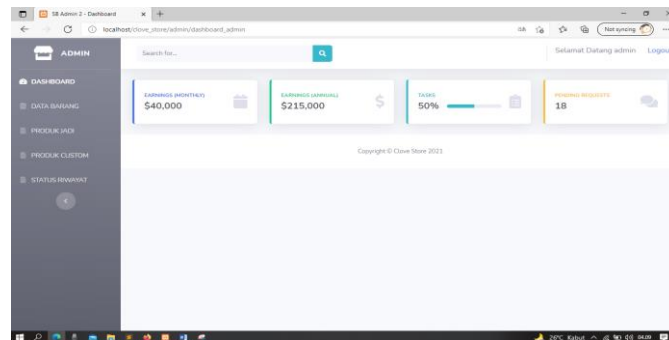 SB Admin 2 - Dashboard
localhost/clove_store/admin/dashboard_admin
Not syncing
ADMIN
Search for...
Selamat Datang admin
Logou
DASHBOARD
DATA BARANG
PRODUK JADI
PRODUK CUSTOM
STATUS RIWAYAT
EARNINGS (MONTHLY)
$40,000
EARNINGS (ANNUAL)
$215,000
TASKS
50%
PENDING REQUESTS
18
Copyright © Clove Store 2021
26°C Kabut
04.09